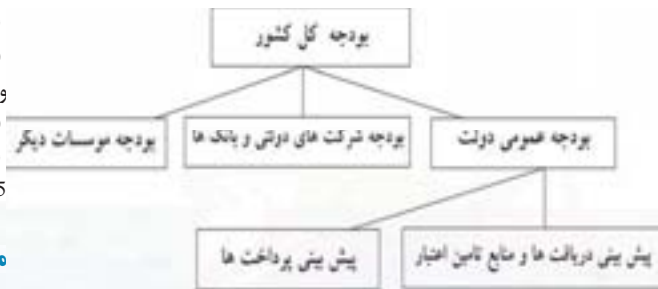 بودجه کل کشور
بودجه عمومی دولت
بودجه شرکت های دولتی و بانک ها
بودجه موسسات دیگر
پیش بینی دریافت ها و منابع تامین اعتبار
پیش بینی پرداخت ها